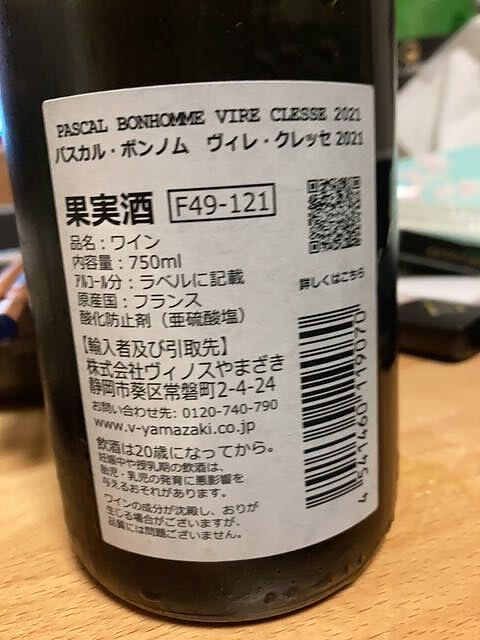 PASCAL BONHOMME VIRE CLESSE 2021
パスカル・ボンノム ヴィレ・クレッセ 2021
果実酒 F49-121
品名：ワイン
内容量：750ml
ｱﾙｺｰﾙ分：ラベルに記載
原産国：フランス
酸化防止剤（亜硫酸塩）
詳しくはこちら
【輸入者及び引取先】
株式会社ヴィノスやまざき
静岡市葵区常磐町2-4-24
お問い合わせ先: 0120-740-790
www.v-yamazaki.co.jp
飲酒は20歳になってから。
妊娠中や授乳期の飲酒は、
胎児・乳児の発育に悪影響を
与えるおそれがあります。
ワインの成分が沈殿し、おりが
生じる場合がございますが、
品質には問題ございません。